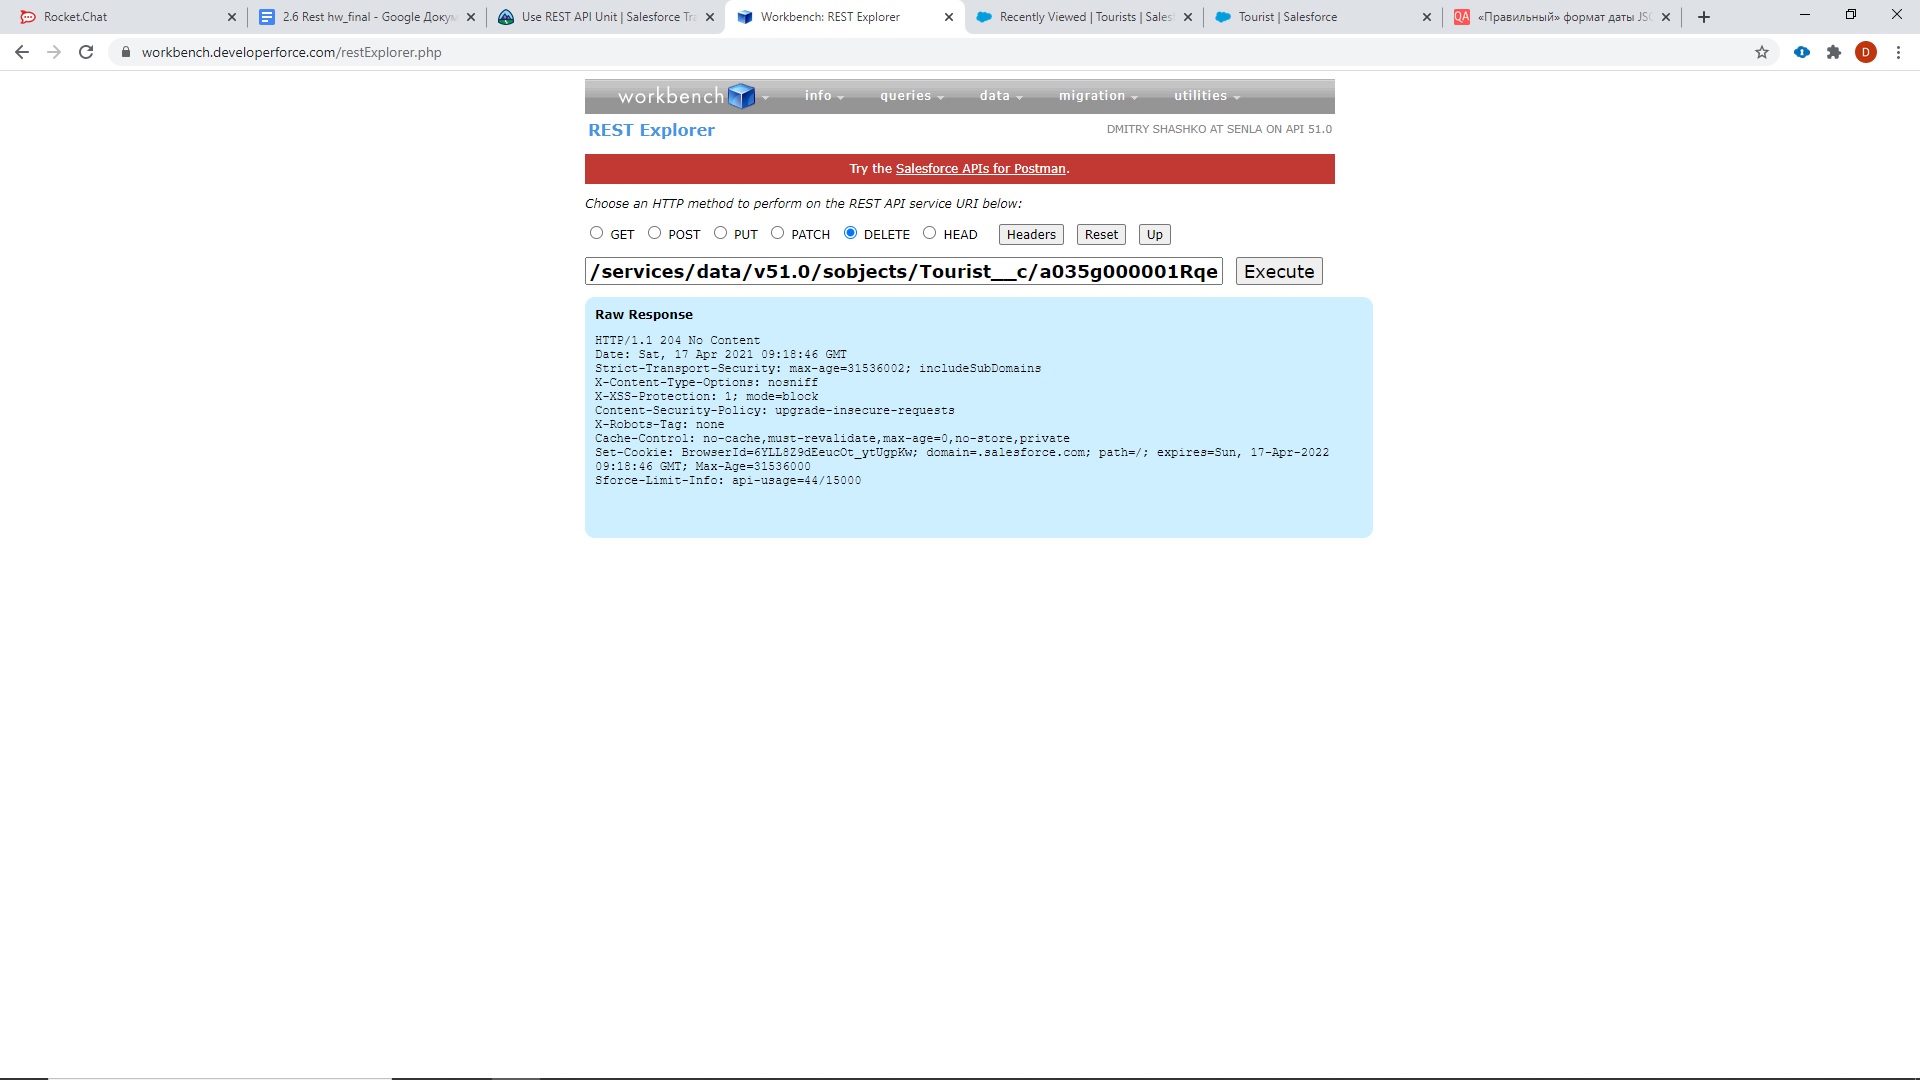 Rocket.Chat
2.6 Rest hw_final - Google Докум
Use REST API Unit | Salesforce Tra
Workbench: REST Explorer
Recently Viewed | Tourists | Sales
Tourist | Salesforce
QA «Правильный» формат даты JSO
workbench.developerforce.com/restExplorer.php
D
workbench info queries data migration utilities
REST Explorer
DMITRY SHASHKO AT SENLA ON API 51.0
Try the Salesforce APIs for Postman.
Choose an HTTP method to perform on the REST API service URI below:
GET POST PUT PATCH DELETE HEAD Headers Reset Up
/services/data/v51.0/sobjects/Tourist__c/a035g000001Rqe Execute
Raw Response
HTTP/1.1 204 No Content
Date: Sat, 17 Apr 2021 09:18:46 GMT
Strict-Transport-Security: max-age=31536002; includeSubDomains
X-Content-Type-Options: nosniff
X-XSS-Protection: 1; mode=block
Content-Security-Policy: upgrade-insecure-requests
X-Robots-Tag: none
Cache-Control: no-cache,must-revalidate,max-age=0,no-store,private
Set-Cookie: BrowserId=6YLL8Z9dEeucOt_ytUgpKw; domain=.salesforce.com; path=/; expires=Sun, 17-Apr-2022
09:18:46 GMT; Max-Age=31536000
Sforce-Limit-Info: api-usage=44/15000